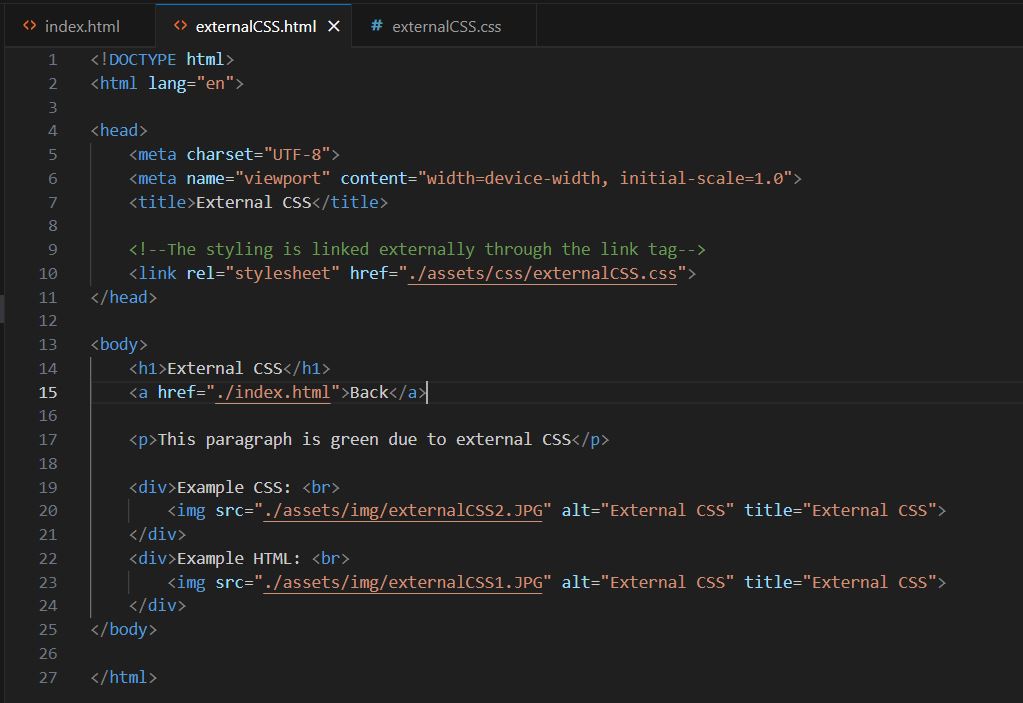 <> index.html <> externalCSS.html × # externalCSS.css
1 <!DOCTYPE html>
2 <html lang="en">
3
4 <head>
5     <meta charset="UTF-8">
6     <meta name="viewport" content="width=device-width, initial-scale=1.0">
7     <title>External CSS</title>
8
9     <!--The styling is linked externally through the link tag-->
10     <link rel="stylesheet" href="./assets/css/externalCSS.css">
11 </head>
12
13 <body>
14     <h1>External CSS</h1>
15     <a href="./index.html">Back</a>
16
17     <p>This paragraph is green due to external CSS</p>
18
19     <div>Example CSS: <br>
20         <img src="./assets/img/externalCSS2.JPG" alt="External CSS" title="External CSS">
21     </div>
22     <div>Example HTML: <br>
23         <img src="./assets/img/externalCSS1.JPG" alt="External CSS" title="External CSS">
24     </div>
25 </body>
26
27 </html>